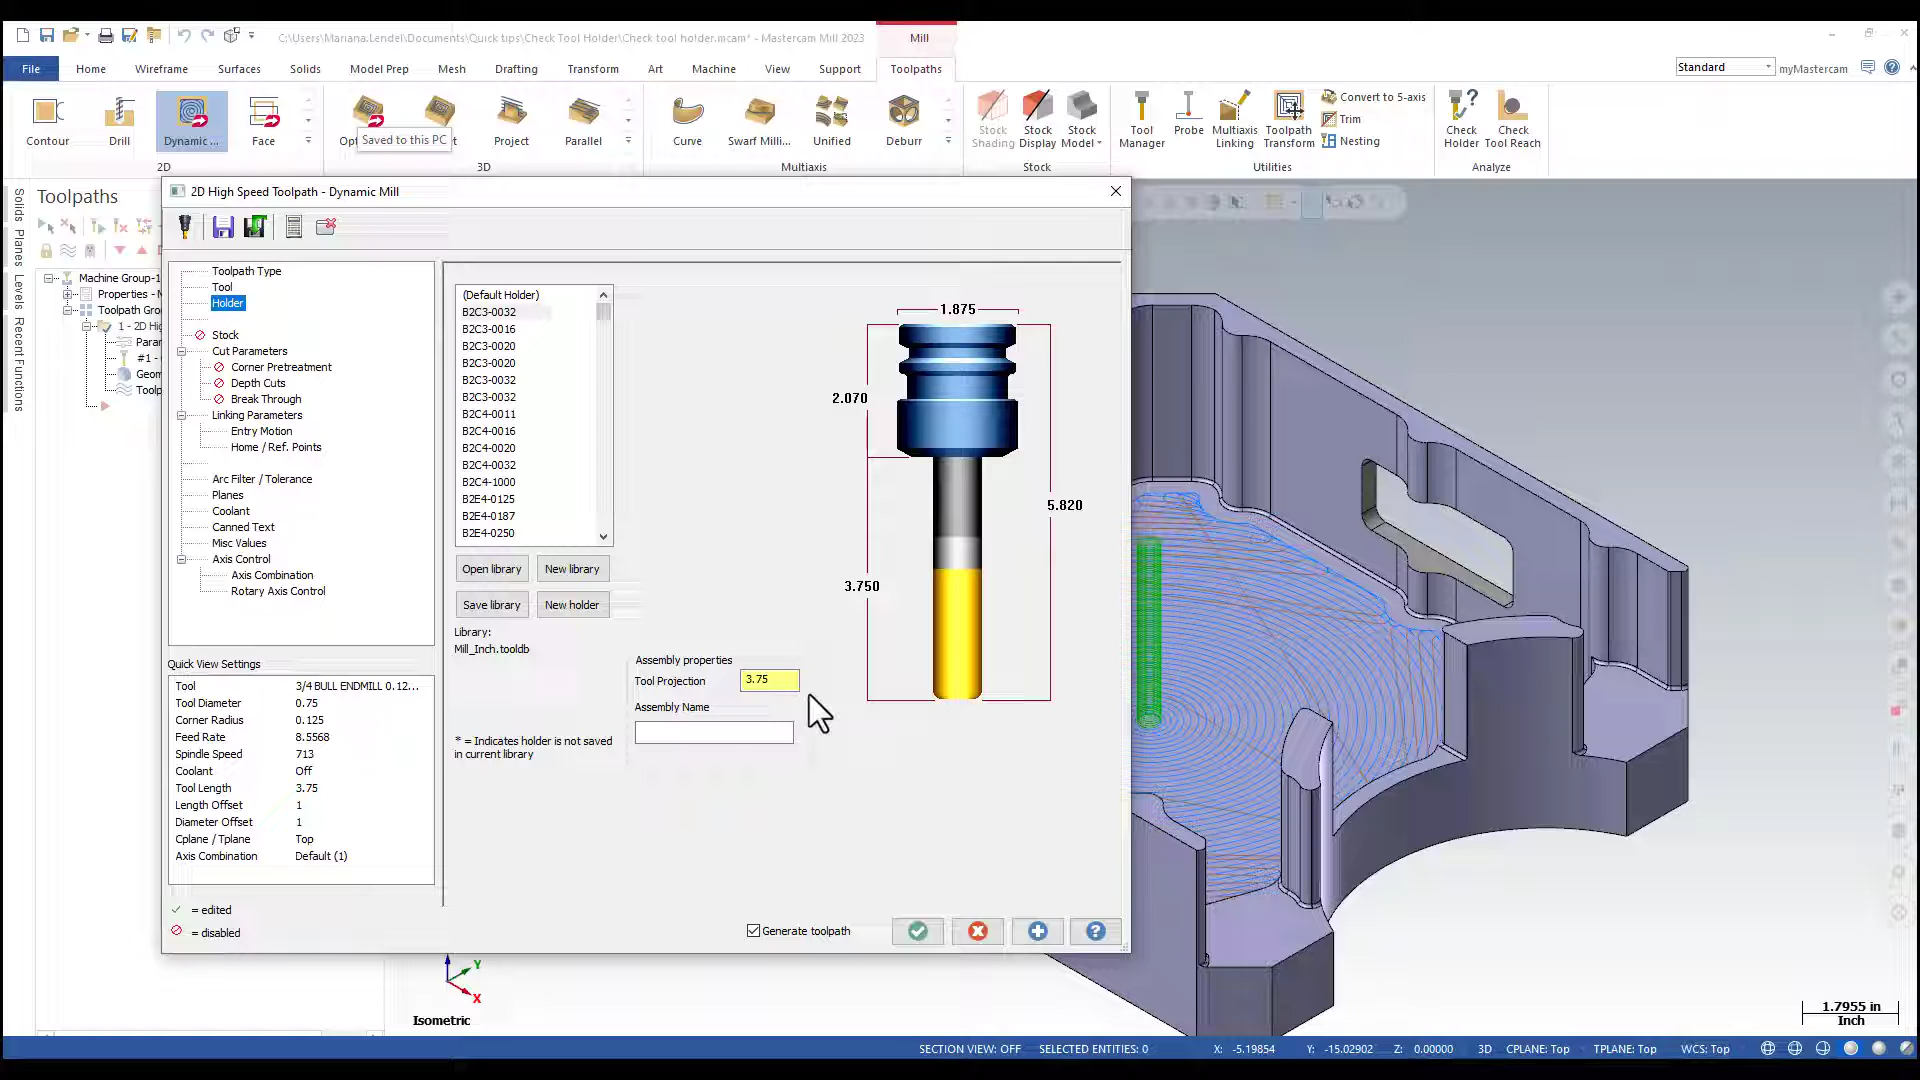 C:\Users\Mariana.Lendel\Documents\Quick tips\Check Tool Holder\Check tool holder.mcam* - Mastercam Mill 2023
Mill
File
Home
Wireframe
Surfaces
Solids
Model Prep
Mesh
Drafting
Transform
Art
Machine
View
Support
Toolpaths
Standard
myMastercam
Contour
Drill
Dynamic ...
Face
Saved to this PC
Project
Parallel
Curve
Swarf Milli...
Unified
Deburr
Stock Shading
Stock Display
Stock Model
Tool Manager
Probe
Multiaxis Linking
Toolpath Transform
Convert to 5-axis
Trim
Nesting
Check Holder
Check Tool Reach
2D
3D
Multiaxis
Stock
Utilities
Analyze
Solids
Planes
Levels
Recent Functions
Toolpaths
Machine Group-1
Properties - M
Toolpath Gro
1 - 2D Hi
Para
#1 -
Geom
Toolp
2D High Speed Toolpath - Dynamic Mill
Toolpath Type
Tool
Holder
Stock
Cut Parameters
Corner Pretreatment
Depth Cuts
Break Through
Linking Parameters
Entry Motion
Home / Ref. Points
Arc Filter / Tolerance
Planes
Coolant
Canned Text
Misc Values
Axis Control
Axis Combination
Rotary Axis Control
Quick View Settings
Tool 3/4 BULL ENDMILL 0.12...
Tool Diameter 0.75
Corner Radius 0.125
Feed Rate 8.5568
Spindle Speed 713
Coolant Off
Tool Length 3.75
Length Offset 1
Diameter Offset 1
Cplane / Tplane Top
Axis Combination Default (1)
= edited
= disabled
(Default Holder)
B2C3-0032
B2C3-0016
B2C3-0020
B2C3-0020
B2C3-0032
B2C3-0032
B2C4-0011
B2C4-0016
B2C4-0020
B2C4-0032
B2C4-1000
B2E4-0125
B2E4-0187
B2E4-0250
Open library
New library
Save library
New holder
Library:
Mill_Inch.tooldb
* = Indicates holder is not saved
in current library
Assembly properties
Tool Projection 3.75
Assembly Name
1.875
2.070
5.820
3.750
Generate toolpath
Y
X
Isometric
1.7955 in
Inch
SECTION VIEW: OFF SELECTED ENTITIES: 0 X: -5.19854 Y: -15.02902 Z: 0.00000 3D CPLANE: Top TPLANE: Top WCS: Top